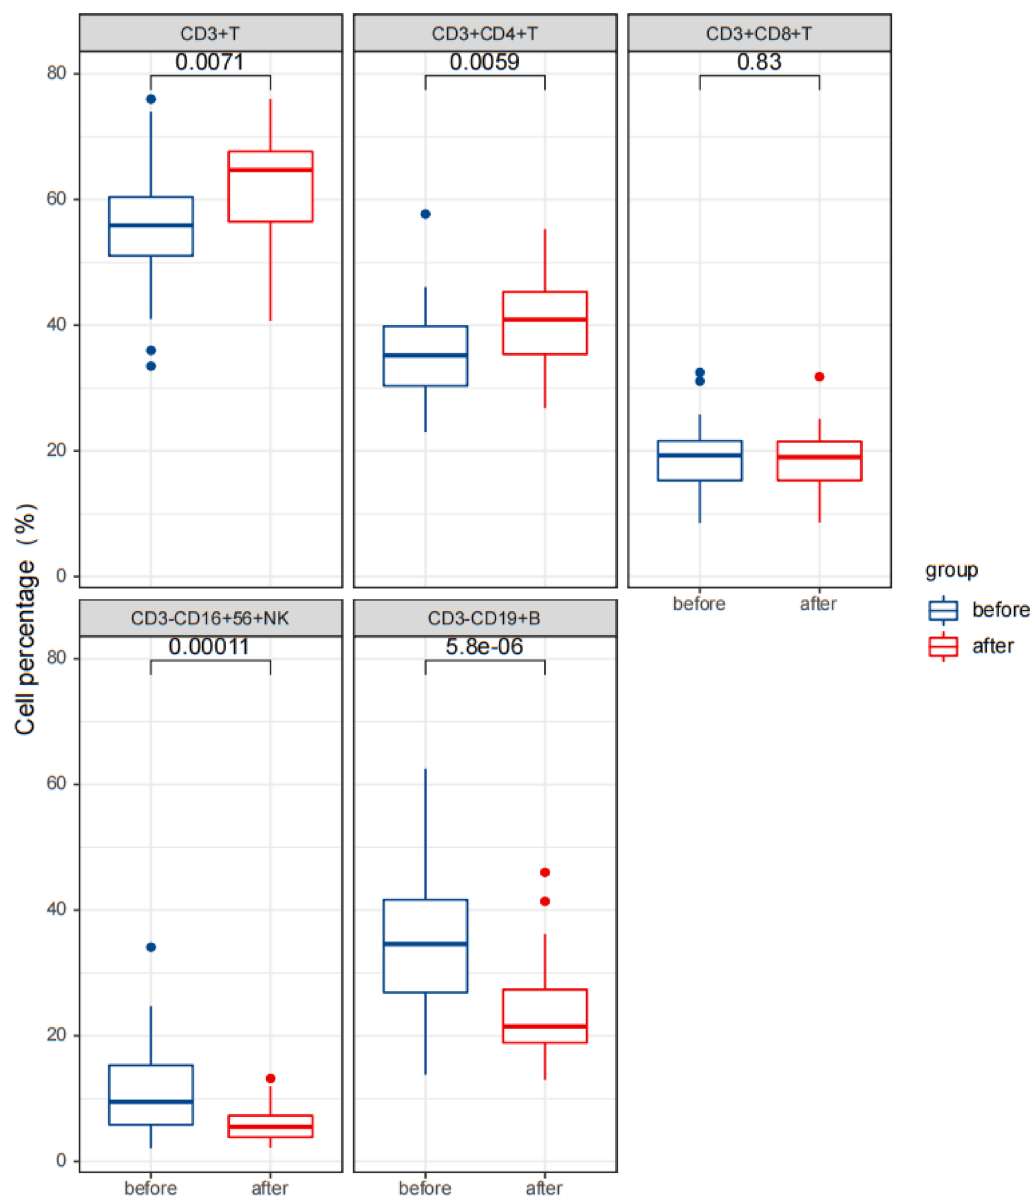 CD3+T
CD3+CD4+T
CD3+CD8+T
0.0071
0.0059
0.83
80
60
40
20
0
before
after
Cell percentage (%)
group
before
after
CD3-CD16+56+NK
CD3-CD19+B
0.00011
5.8e-06
80
60
40
20
0
before
after
before
after